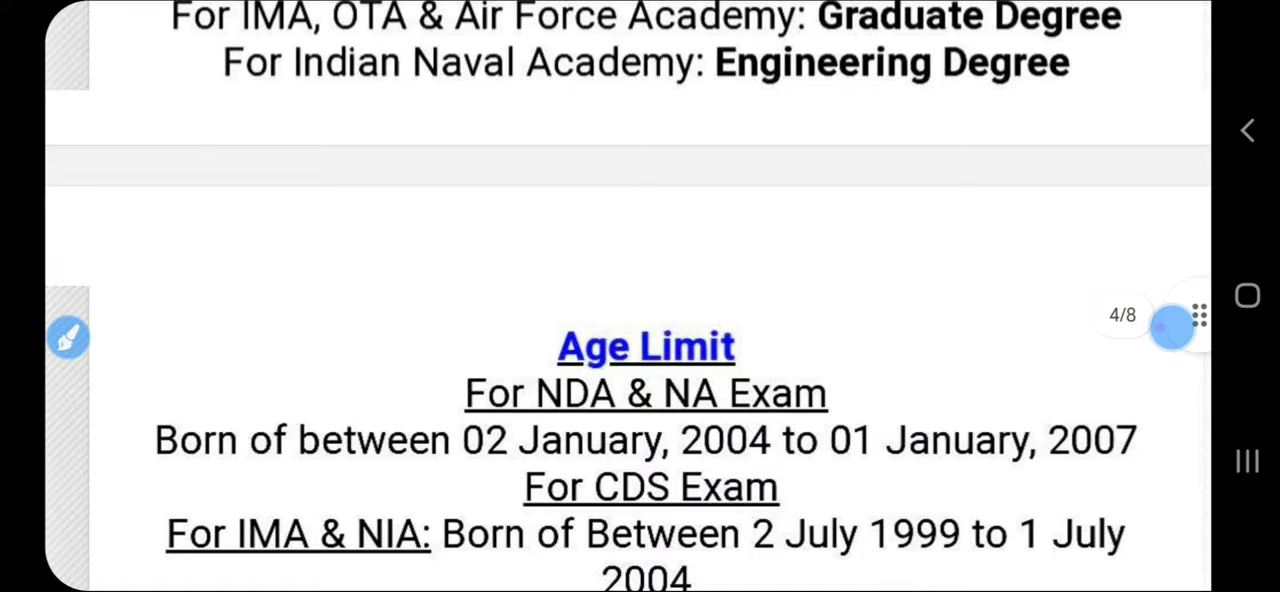 For IMA, OTA & Air Force Academy: Graduate Degree
For Indian Naval Academy: Engineering Degree
4/8
Age Limit
For NDA & NA Exam
Born of between 02 January, 2004 to 01 January, 2007
For CDS Exam
For IMA & NIA: Born of Between 2 July 1999 to 1 July
2004